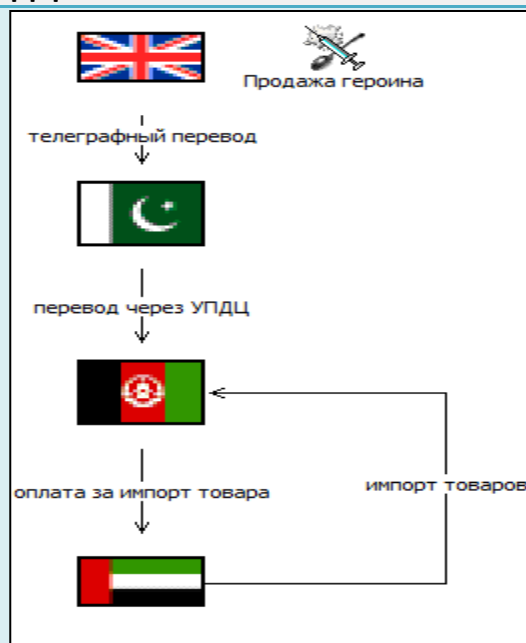 Продажа героина
телеграфный перевод
перевод через УПДЦ
оплата за импорт товара
импорт товаров